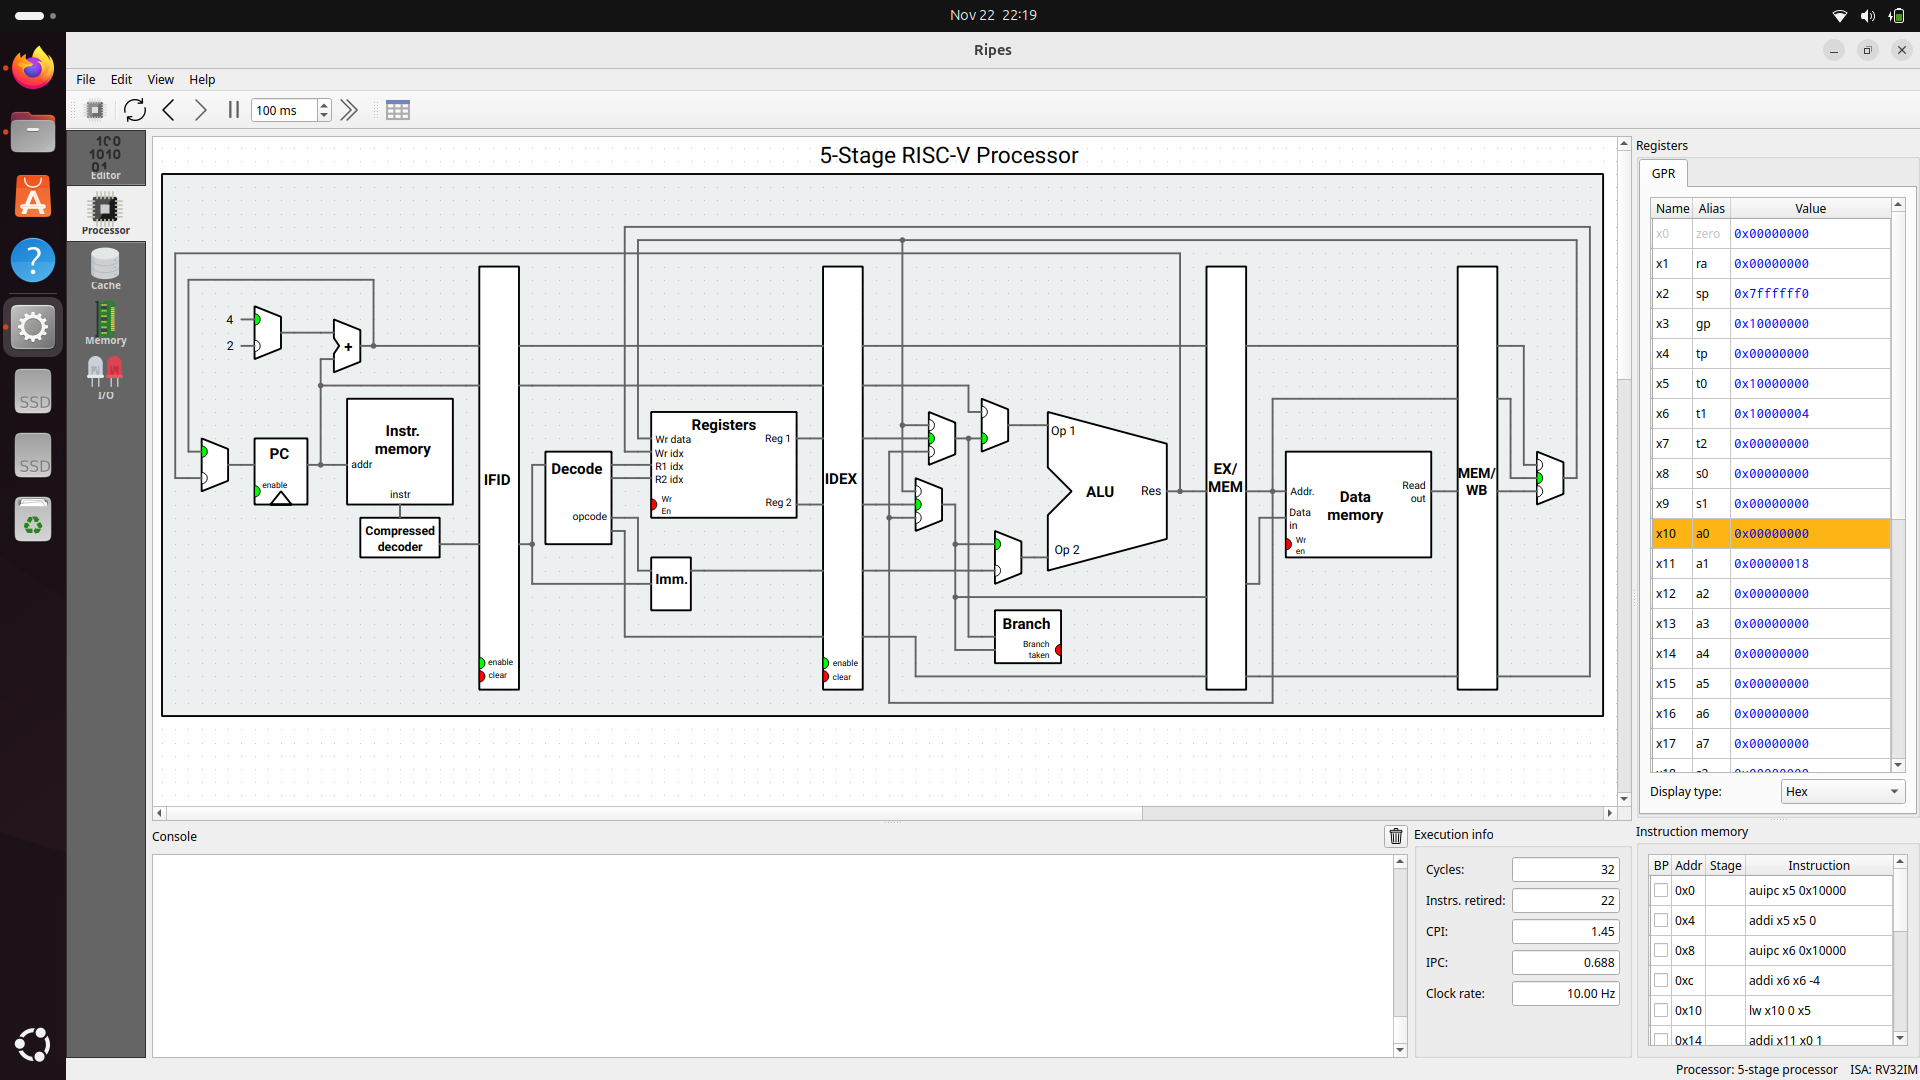 Nov 22 22:19
Ripes
File Edit View Help
100 ms
Editor
Processor
Cache
Memory
I/O
SSD
SSD
5-Stage RISC-V Processor
4
2
+
PC
enable
Instr.
memory
addr
instr
Compressed
decoder
IFID
enable
clear
Decode
opcode
Registers
Wr data
Wr idx
R1 idx
R2 idx
Wr
En
Reg 1
Reg 2
Imm.
IDEX
enable
clear
Op 1
ALU
Res
Op 2
Branch
Branch
taken
EX/
MEM
Addr.
Data
in
Wr
en
Data
memory
Read
out
MEM/
WB
Registers
GPR
Name Alias Value
x0 zero 0x00000000
x1 ra 0x00000000
x2 sp 0x7ffffff0
x3 gp 0x10000000
x4 tp 0x00000000
x5 t0 0x10000000
x6 t1 0x10000004
x7 t2 0x00000000
x8 s0 0x00000000
x9 s1 0x00000000
x10 a0 0x00000000
x11 a1 0x00000018
x12 a2 0x00000000
x13 a3 0x00000000
x14 a4 0x00000000
x15 a5 0x00000000
x16 a6 0x00000000
x17 a7 0x00000000
Display type: Hex
Console
Execution info
Cycles: 32
Instrs. retired: 22
CPI: 1.45
IPC: 0.688
Clock rate: 10.00 Hz
Instruction memory
BP Addr Stage Instruction
0x0 auipc x5 0x10000
0x4 addi x5 x5 0
0x8 auipc x6 0x10000
0xc addi x6 x6 -4
0x10 lw x10 0 x5
0x14 addi x11 x0 1
Processor: 5-stage processor ISA: RV32IM